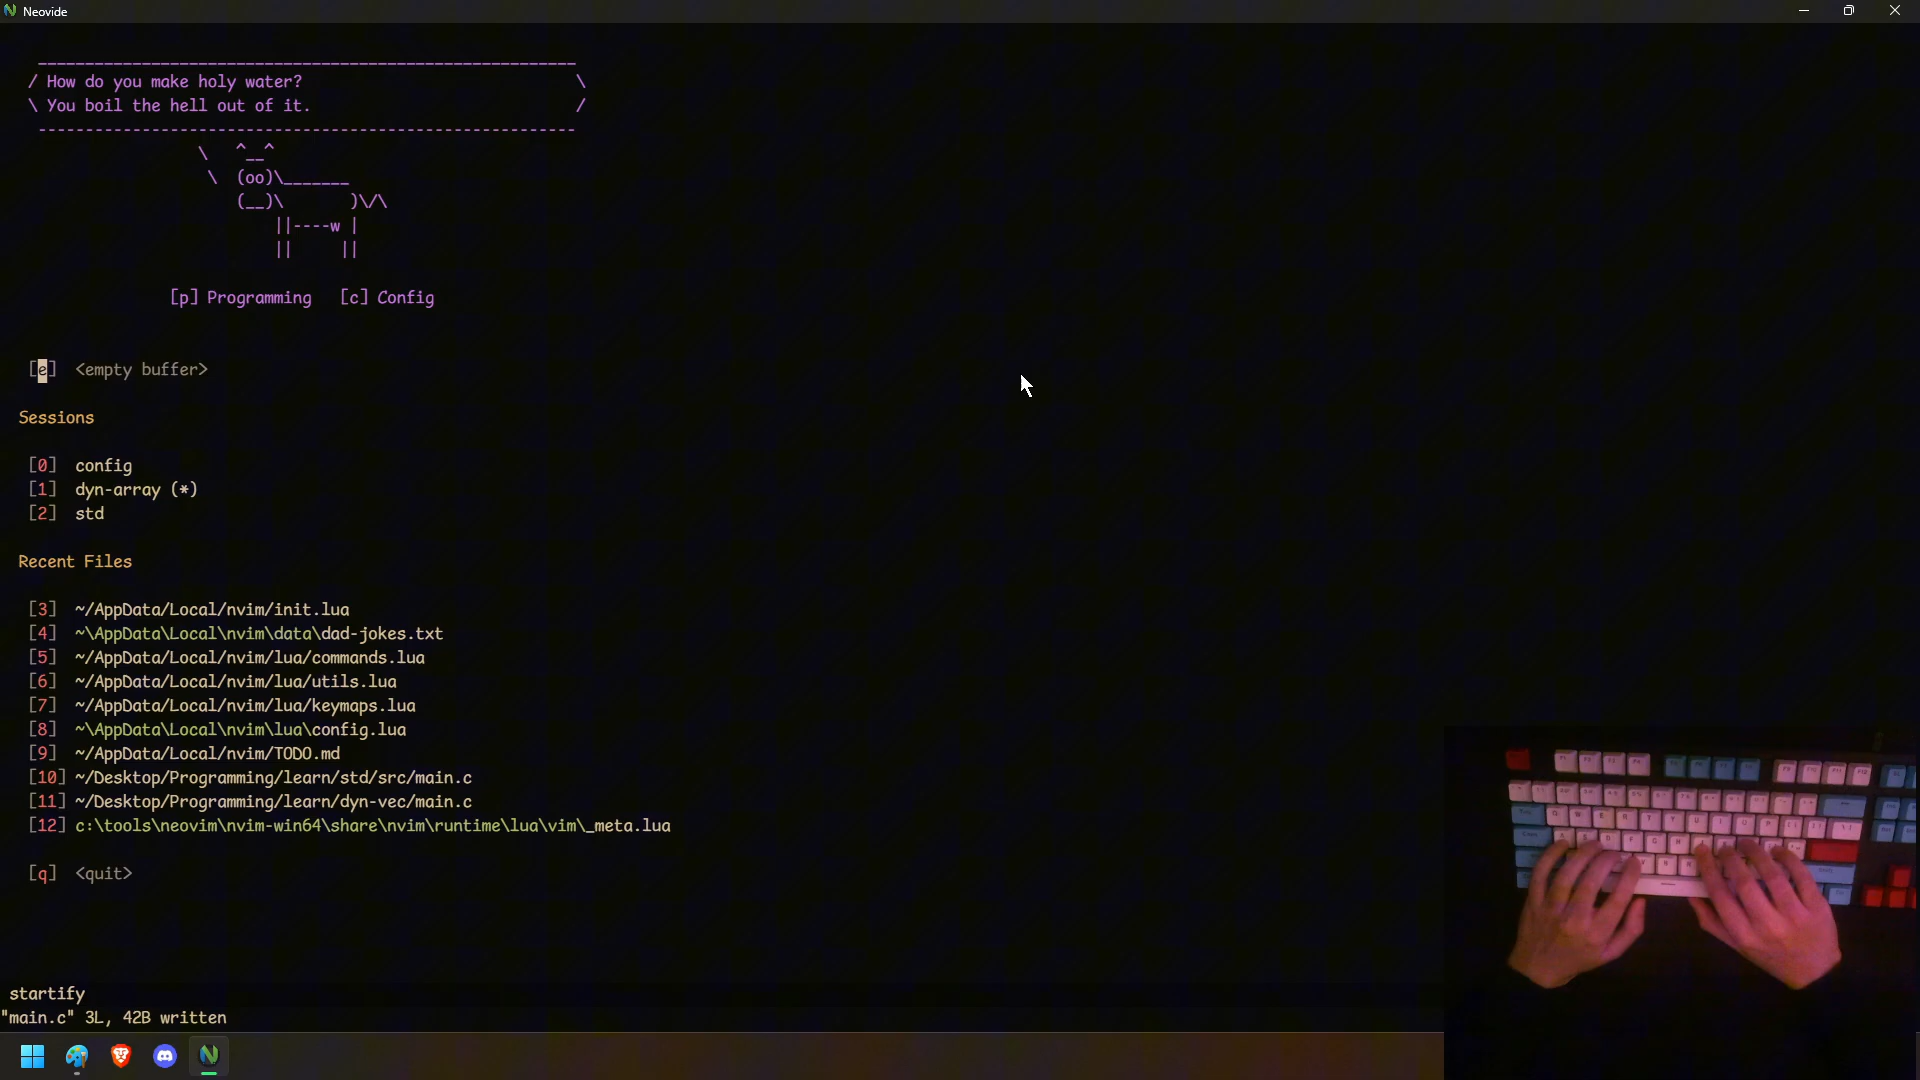 Neovide
/ How do you make holy water? \
\ You boil the hell out of it. /
\ ^__^
\ (oo)\_______
(__)\ )\/\
||----w |
|| ||
[p] Programming [c] Config
[e] <empty buffer>
Sessions
[0] config
[1] dyn-array (*)
[2] std
Recent Files
[3] ~/AppData/Local/nvim/init.lua
[4] ~\AppData\Local\nvim\data\dad-jokes.txt
[5] ~/AppData/Local/nvim/lua/commands.lua
[6] ~/AppData/Local/nvim/lua/utils.lua
[7] ~/AppData/Local/nvim/lua/keymaps.lua
[8] ~\AppData\Local\nvim\lua\config.lua
[9] ~/AppData/Local/nvim/TODO.md
[10] ~/Desktop/Programming/learn/std/src/main.c
[11] ~/Desktop/Programming/learn/dyn-vec/main.c
[12] c:\tools\neovim\nvim-win64\share\nvim\runtime\lua\vim\_meta.lua
[q] <quit>
startify
"main.c" 3L, 42B written